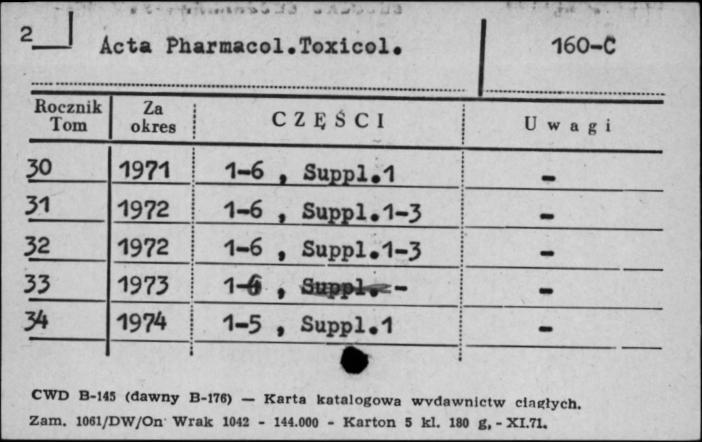 2
Acta Pharmacol.Toxicol. 160-C
Rocznik Tom Za okres CZĘŚCI Uwagi
30 1971 1-6 , Suppl.1 -
31 1972 1-6 , Suppl.1-3 -
32 1972 1-6 , Suppl.1-3 -
33 1973 1-6 , Suppl. - -
34 1974 1-5 , Suppl.1 -
CWD B-145 (dawny B-176) — Karta katalogowa wydawnictw ciągłych.
Zam. 1061/DW/On Wrak 1042 - 144.000 - Karton 5 kl. 180 g, - XI.71.